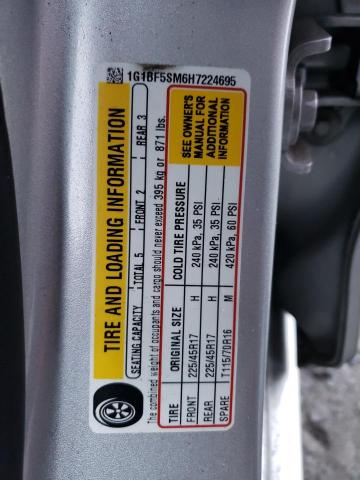 1G1BF5SM6H7224695
TIRE AND LOADING INFORMATION
SEATING CAPACITY TOTAL 5 FRONT 2 REAR 3
The combined weight of occupants and cargo should never exceed 395 kg or 871 lbs.
TIRE ORIGINAL SIZE COLD TIRE PRESSURE
FRONT 225/45R17 H 240 kPa, 35 PSI
REAR 225/45R17 H 240 kPa, 35 PSI
SPARE T115/70R16 M 420 kPa, 60 PSI
SEE OWNER'S
MANUAL FOR
ADDITIONAL
INFORMATION